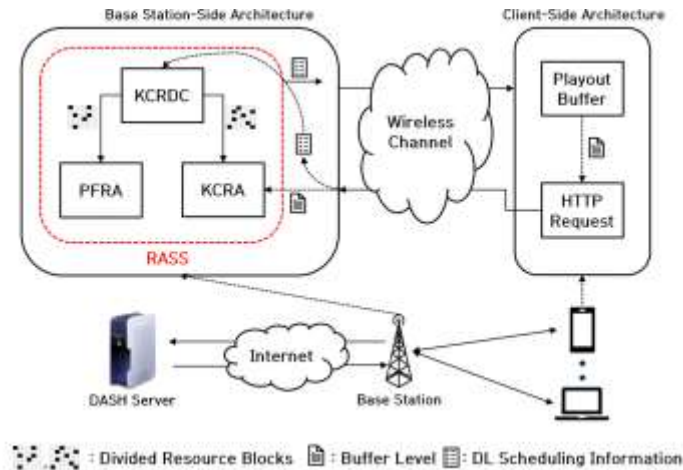 Base Station-Side Architecture
Client-Side Architecture
KCRDC
PFRA
KCRA
RASS
Wireless
Channel
Playout
Buffer
HTTP
Request
Internet
DASH Server
Base Station
: Divided Resource Blocks
: Buffer Level
: DL Scheduling Information